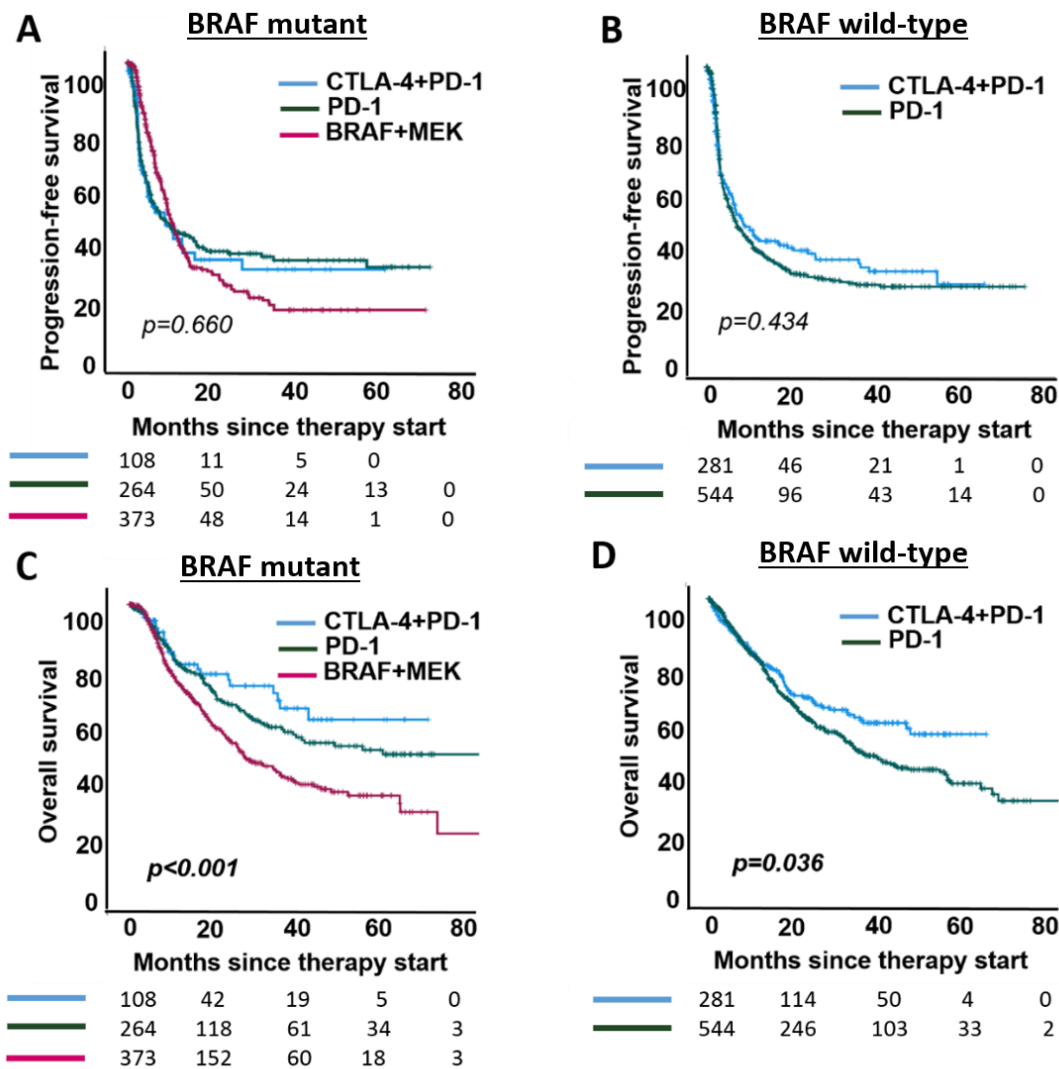 A
BRAF mutant
Progression-free survival
100
80
60
40
20
0
CTLA-4+PD-1
PD-1
BRAF+MEK
p=0.660
0 20 40 60 80
Months since therapy start
108 11 5 0
264 50 24 13 0
373 48 14 1 0
B
BRAF wild-type
Progression-free survival
100
80
60
40
20
0
CTLA-4+PD-1
PD-1
p=0.434
0 20 40 60 80
Months since therapy start
281 46 21 1 0
544 96 43 14 0
C
BRAF mutant
Overall survival
100
80
60
40
20
0
CTLA-4+PD-1
PD-1
BRAF+MEK
p<0.001
0 20 40 60 80
Months since therapy start
108 42 19 5 0
264 118 61 34 3
373 152 60 18 3
D
BRAF wild-type
Overall survival
100
80
60
40
20
0
CTLA-4+PD-1
PD-1
p=0.036
0 20 40 60 80
Months since therapy start
281 114 50 4 0
544 246 103 33 2